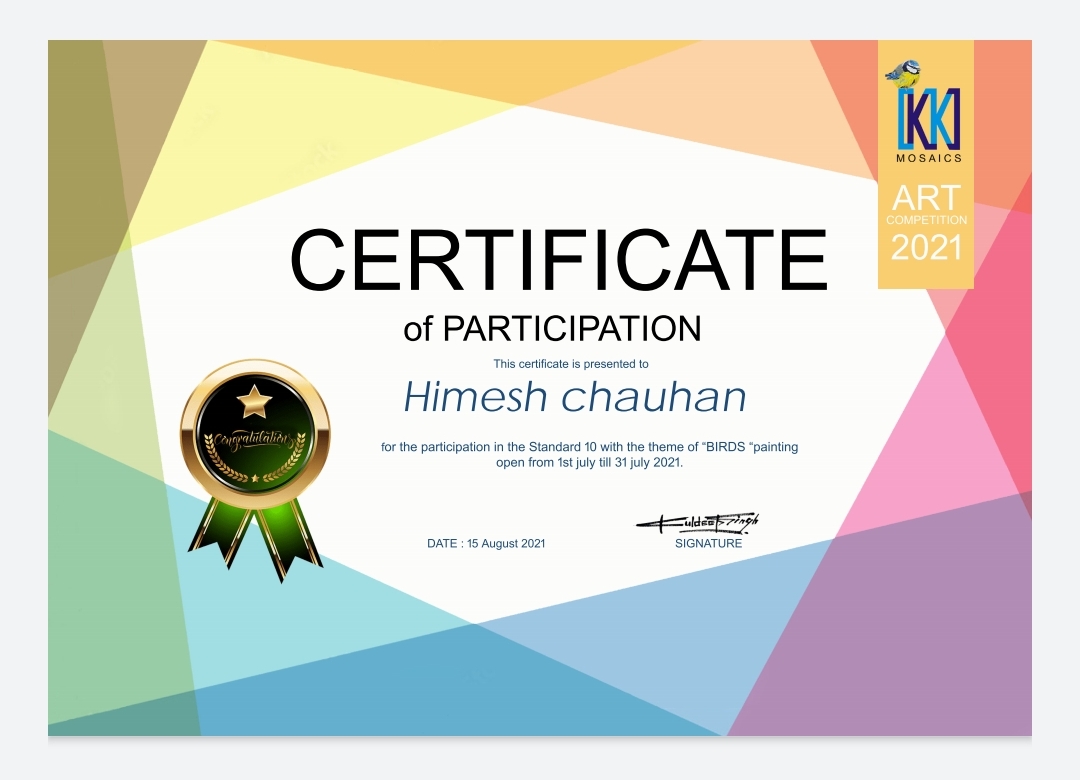 KK
MOSAICS
ART
COMPETITION
2021
CERTIFICATE
of PARTICIPATION
This certificate is presented to
Himesh chauhan
Congratulations
for the participation in the Standard 10 with the theme of “BIRDS “painting
open from 1st july till 31 july 2021.
Kuldeep Singh
DATE : 15 August 2021
SIGNATURE